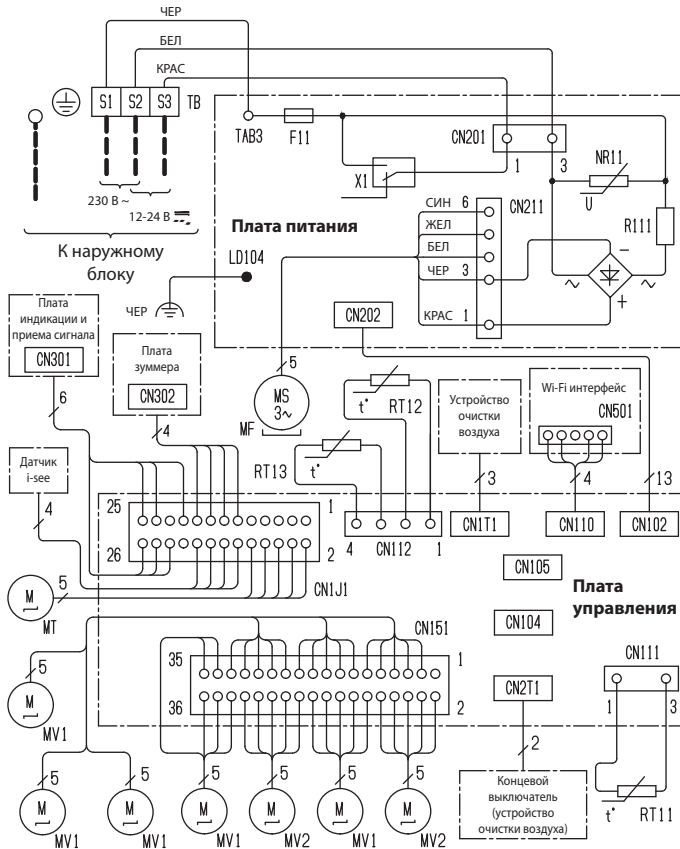 ЧЕР
БЕЛ
КРАС
S1 S2 S3 TB
TAB3
F11
CN201
1
3
X1
NR11
U
R111
230 В ~
12-24 В
К наружному
блоку
Плата питания
СИН 6
ЖЕЛ
БЕЛ
ЧЕР 3
КРАС 1
CN211
~
~
−
+
LD104
ЧЕР
CN202
Плата
индикации и
приема сигнала
CN301
6
Плата
зуммера
CN302
4
5
MS
3~
MF
t°
RT12
RT13
t°
Устройство
очистки
воздуха
3
Wi-Fi интерфейс
CN501
4
13
Датчик
i-see
4
25
1
26
2
CN1J1
4
CN112
1
CN1T1
CN110
CN102
CN105
CN104
Плата
управления
M
5
MT
M
5
MV1
35
1
36
2
CN151
CN2T1
2
CN111
1
3
t°
RT11
Концевой
выключатель
(устройство
очистки воздуха)
5
M
MV1
5
M
MV1
5
M
MV1
5
M
MV2
5
M
MV1
5
M
MV2